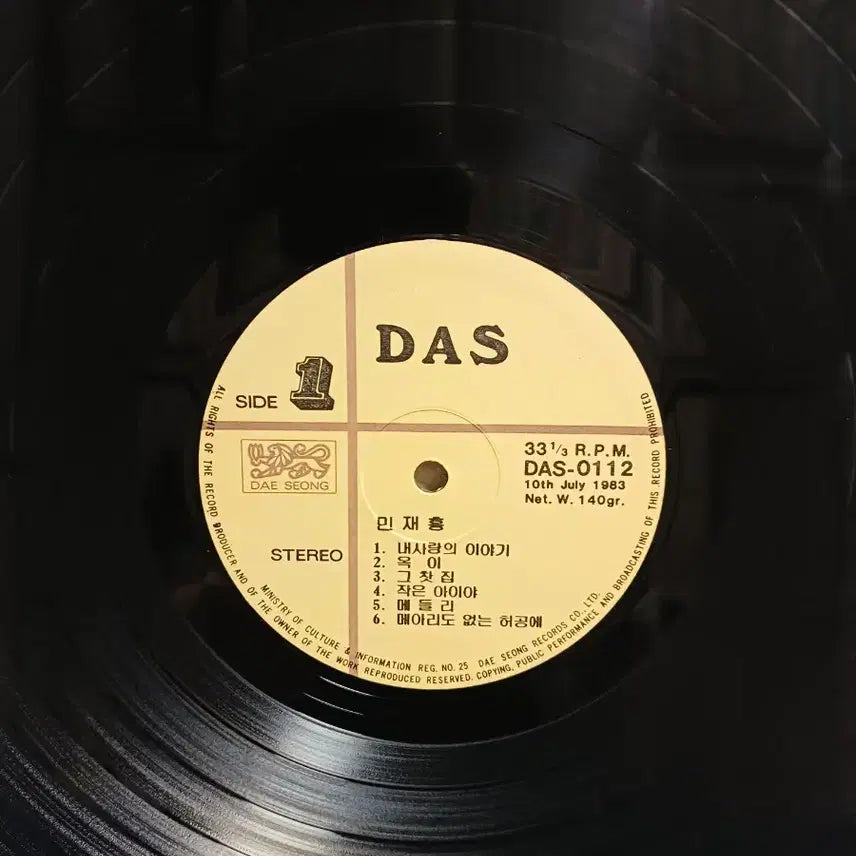 DAS
SIDE 1
DAE SEONG
33 1/3 R.P.M.
DAS-0112
10th July 1983
Net. W. 140gr.
STEREO
민재흥
1. 내사랑의 이야기
2. 옥 이
3. 그 찻 집
4. 작은 아이야
5. 메 들 리
6. 메아리도 없는 허공에
ALL RIGHTS OF THE RECORD PRODUCER AND OF THE OWNER OF THE WORK REPRODUCED RESERVED. COPYING, PUBLIC PERFORMANCE AND BROADCASTING OF THIS RECORD PROHIBITED
MINISTRY OF CULTURE & INFORMATION REG. NO. 25 DAE SEONG RECORDS CO., LTD.